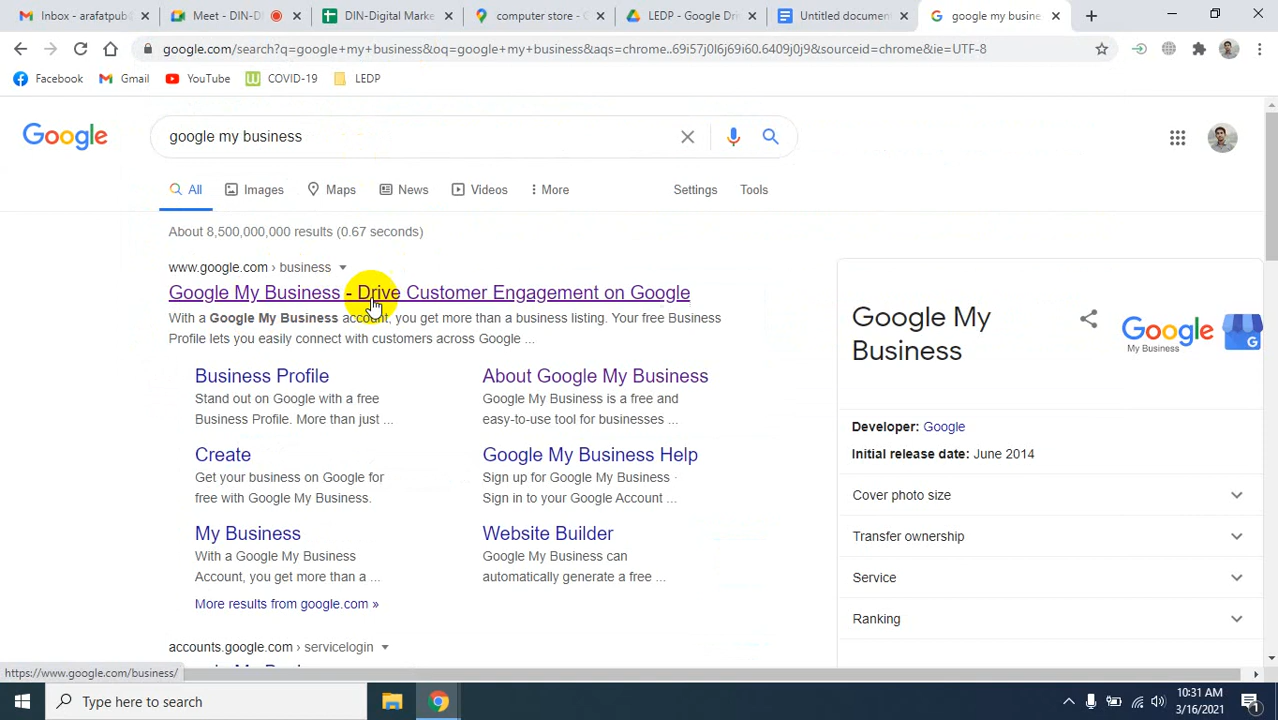 Inbox - arafatpub
Meet - DIN-D
DIN-Digital Marke
computer store - G
LEDP - Google Dri
Untitled document
google my busine
google.com/search?q=google+my+business&oq=google+my+business&aqs=chrome..69i57j0l6j69i60.6409j0j9&sourceid=chrome&ie=UTF-8
Facebook
Gmail
YouTube
COVID-19
LEDP
Google
google my business
All
Images
Maps
News
Videos
More
Settings
Tools
About 8,500,000,000 results (0.67 seconds)
www.google.com › business
Google My Business - Drive Customer Engagement on Google
With a Google My Business account, you get more than a business listing. Your free Business
Profile lets you easily connect with customers across Google ...
Business Profile
Stand out on Google with a free
Business Profile. More than just ...
About Google My Business
Google My Business is a free and
easy-to-use tool for businesses ...
Create
Get your business on Google for
free with Google My Business.
Google My Business Help
Sign up for Google My Business ·
Sign in to your Google Account ...
My Business
With a Google My Business
Account, you get more than a ...
Website Builder
Google My Business can
automatically generate a free ...
More results from google.com »
accounts.google.com › servicelogin
Google My
Business
Google
My Business
G
Developer: Google
Initial release date: June 2014
Cover photo size
Transfer ownership
Service
Ranking
https://www.google.com/business/
Type here to search
10:31 AM
3/16/2021
1